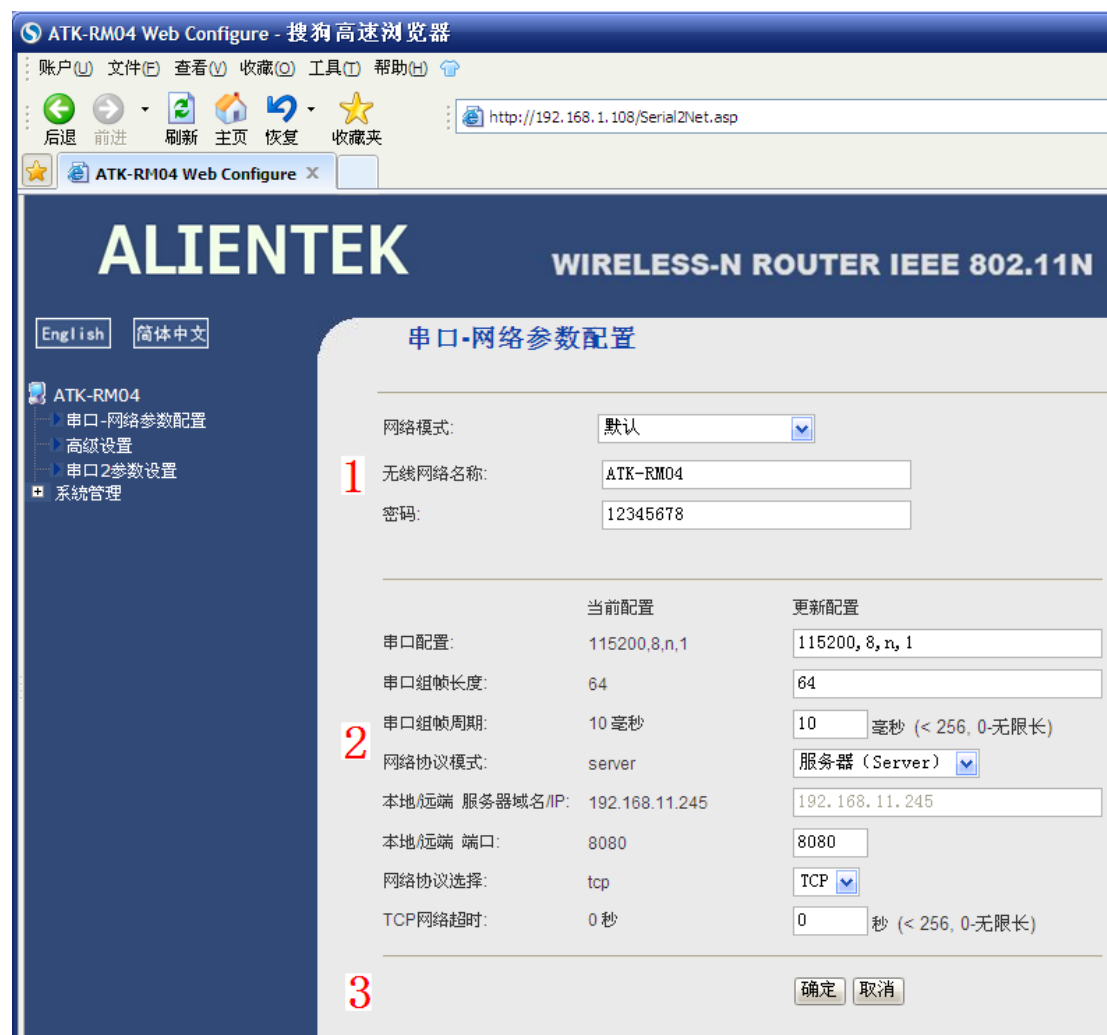 ATK-RM04 Web Configure - 搜狗高速浏览器
账户(U) 文件(F) 查看(V) 收藏(O) 工具(T) 帮助(H)
后退 前进 刷新 主页 恢复 收藏夹 http://192.168.1.108/Serial2Net.asp
ATK-RM04 Web Configure X
ALIENTEK WIRELESS-N ROUTER IEEE 802.11N
English 简体中文
ATK-RM04
串口-网络参数配置
高级设置
串口2参数设置
系统管理
串口-网络参数配置
网络模式: 默认
1 无线网络名称: ATK-RM04
密码: 12345678
当前配置 更新配置
串口配置: 115200,8,n,1 115200,8,n,1
串口组帧长度: 64 64
串口组帧周期: 10 毫秒 10 毫秒 (< 256, 0-无限长)
2 网络协议模式: server 服务器（Server）
本地/远端 服务器域名/IP: 192.168.11.245 192.168.11.245
本地/远端 端口: 8080 8080
网络协议选择: tcp TCP
TCP网络超时: 0 秒 0 秒 (< 256, 0-无限长)
3 确定 取消